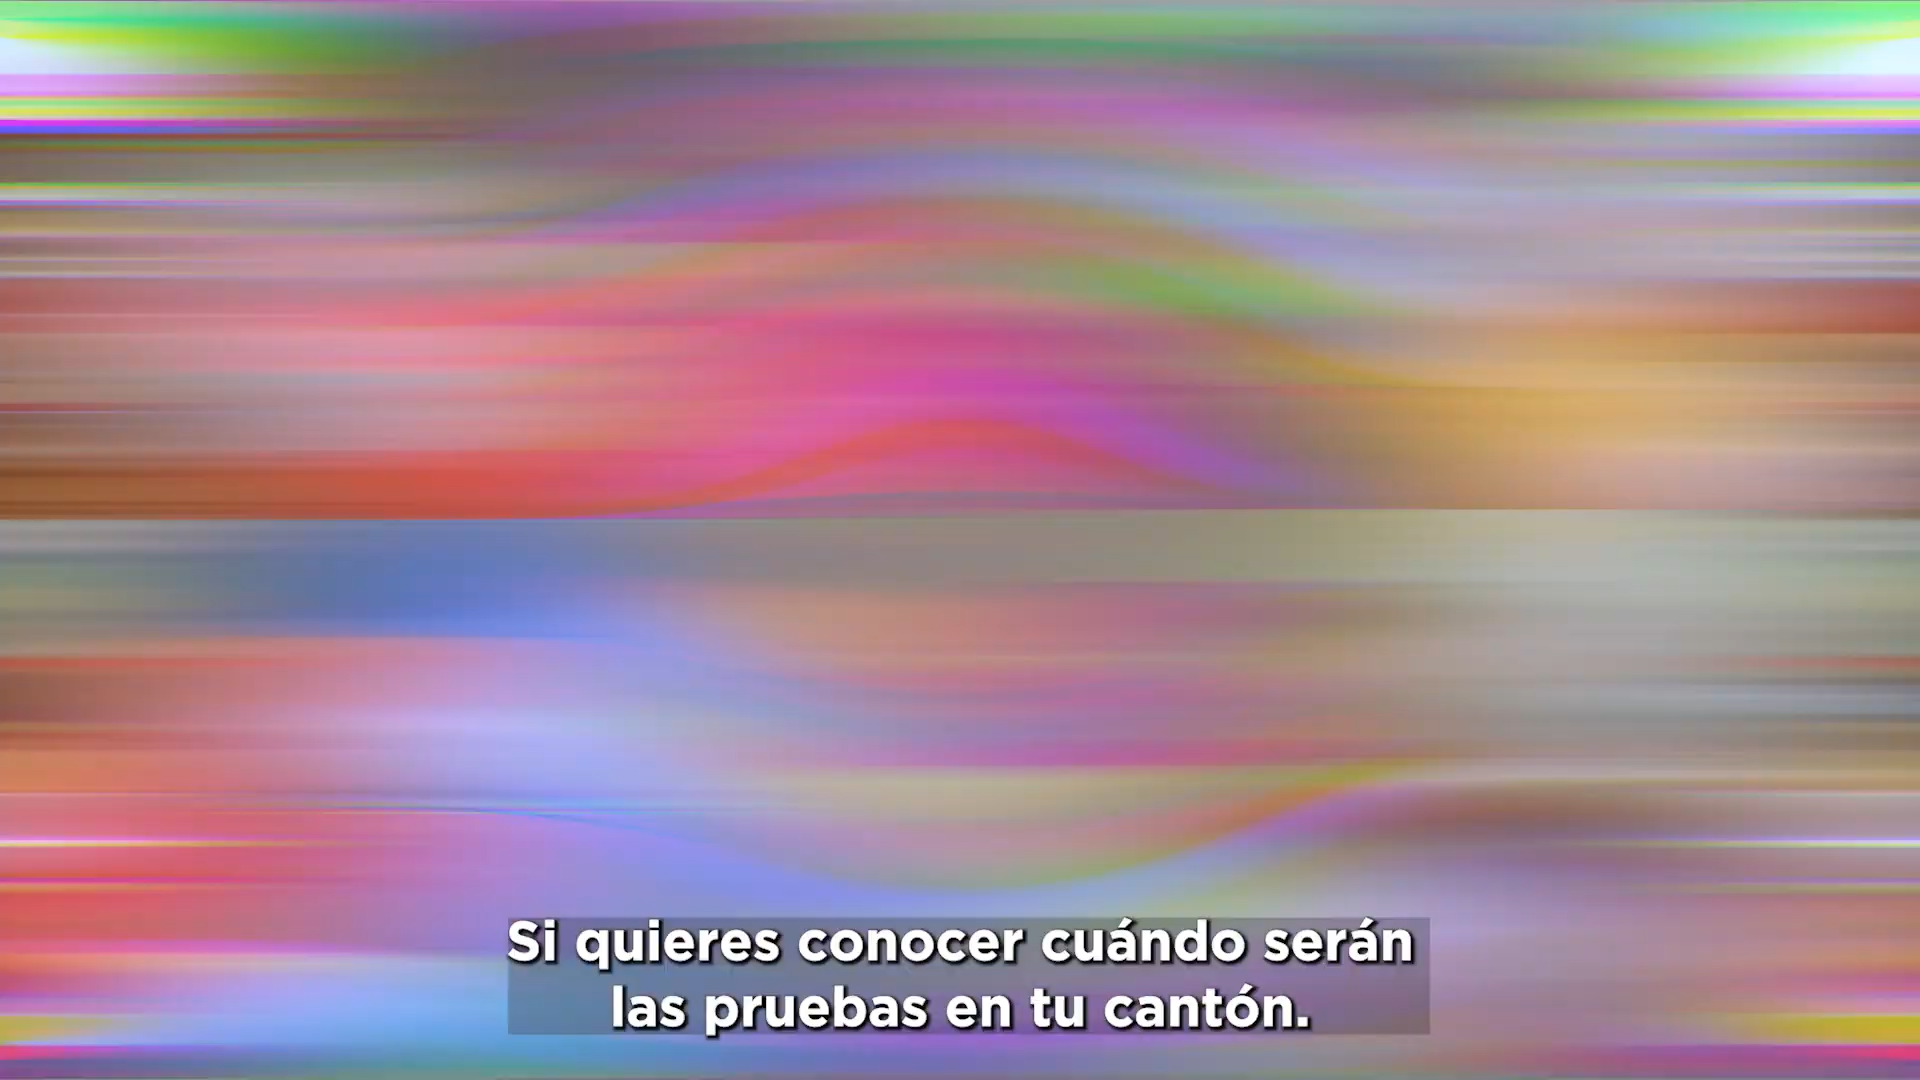 Si quieres conocer cuándo serán
las pruebas en tu cantón.